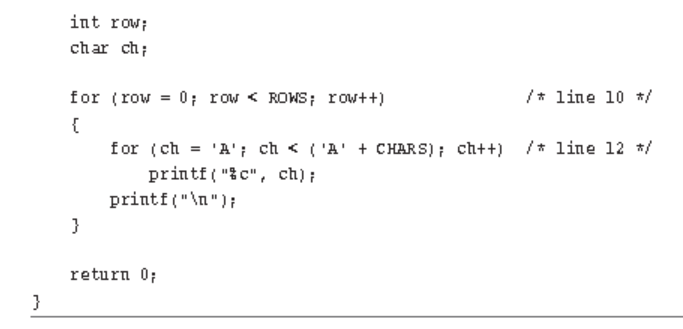 int row;
char ch;
for (row = 0; row < ROWS; row++) /* line 10 */
{
for (ch = 'A'; ch < ('A' + CHARS); ch++) /* line 12 */
printf("%c", ch);
printf("\n");
}
return 0;
}